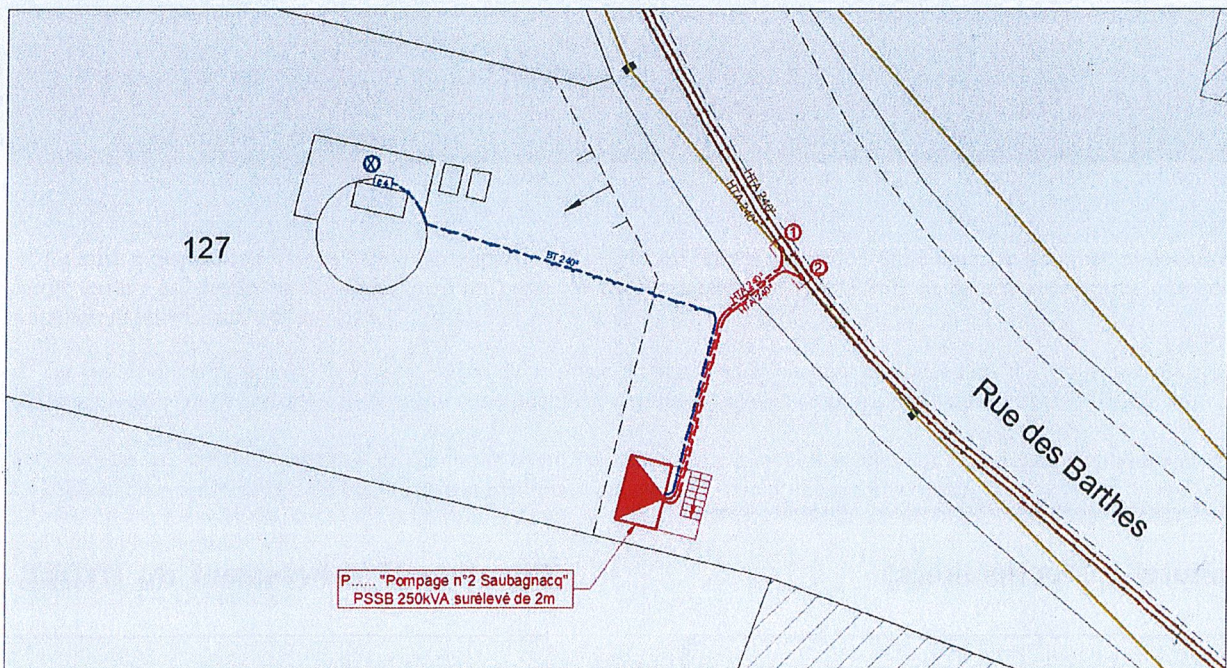 127
BT 240²
HTA 240²
HTA 240²
1
2
HTA 240²
HTA 240²
Rue des Barthes
P..... "Pompage n°2 Saubagnacq"
PSSB 250kVA surélevé de 2m